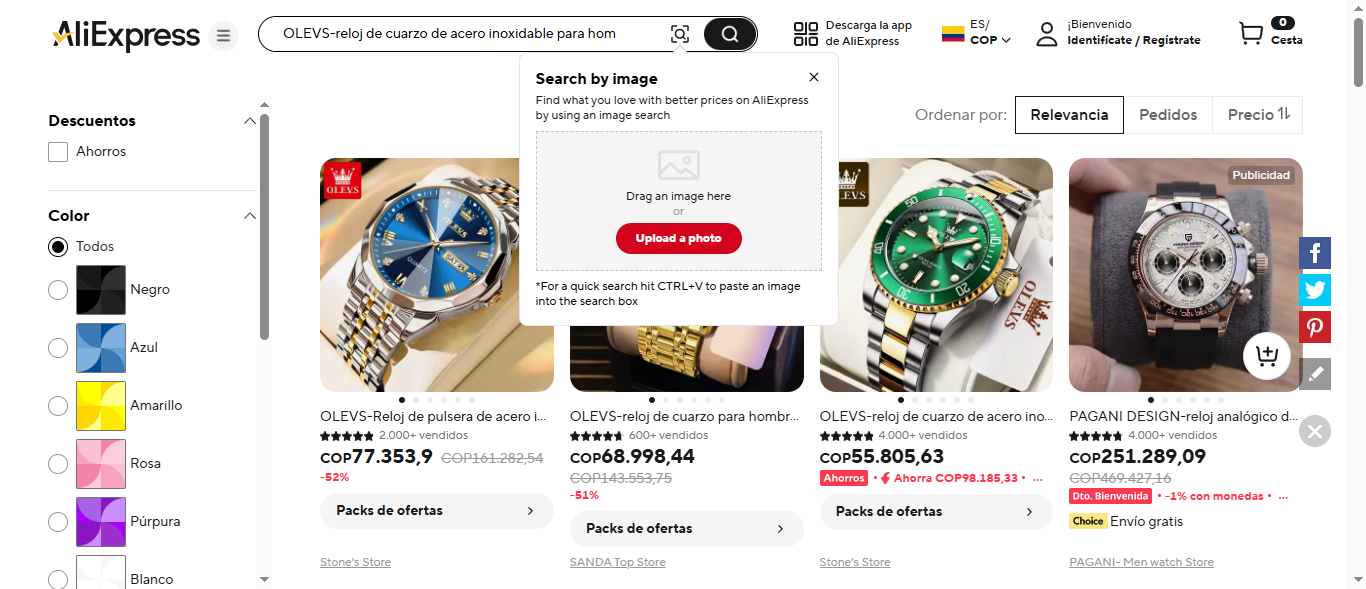 AliExpress
OLEVS-reloj de cuarzo de acero inoxidable para hom
Descarga la app
de AliExpress
ES/
COP
¡Bienvenido
Identifícate / Regístrate
0
Cesta
Search by image
Find what you love with better prices on AliExpress
by using an image search
Drag an image here
or
Upload a photo
*For a quick search hit CTRL+V to paste an image
into the search box
Descuentos
Ahorros
Color
Todos
Negro
Azul
Amarillo
Rosa
Púrpura
Blanco
Ordenar por:
Relevancia
Pedidos
Precio
OLEVS
OLEVS-Reloj de pulsera de acero i...
2.000+ vendidos
COP77.353,9 COP161.282,54
-52%
Packs de ofertas
Stone's Store
OLEVS-reloj de cuarzo para hombr...
600+ vendidos
COP68.998,44
COP143.553,75
-51%
Packs de ofertas
SANDA Top Store
OLEVS
OLEVS-reloj de cuarzo de acero ino...
4.000+ vendidos
COP55.805,63
Ahorros · Ahorra COP98.185,33 · ...
Packs de ofertas
Stone's Store
Publicidad
PAGANI DESIGN
PAGANI DESIGN-reloj analógico d...
4.000+ vendidos
COP251.289,09
COP469.427,16
Dto. Bienvenida · -1% con monedas · ...
Choice Envío gratis
PAGANI- Men watch Store